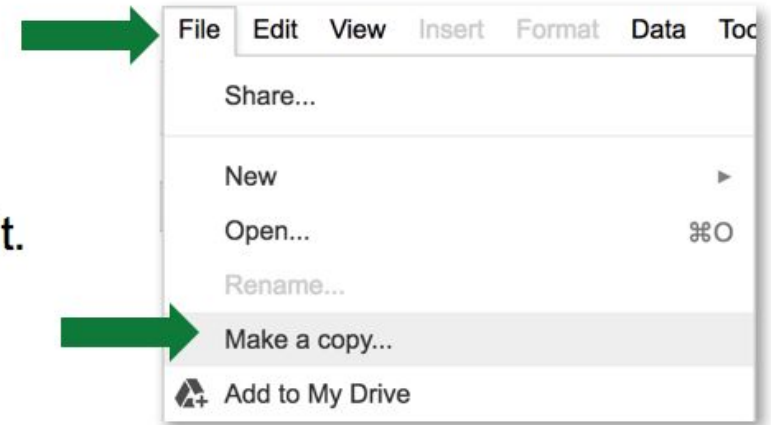 File Edit View Insert Format Data
Share...
New
t.
Open... ⌘O
Rename...
Make a copy...
Add to My Drive